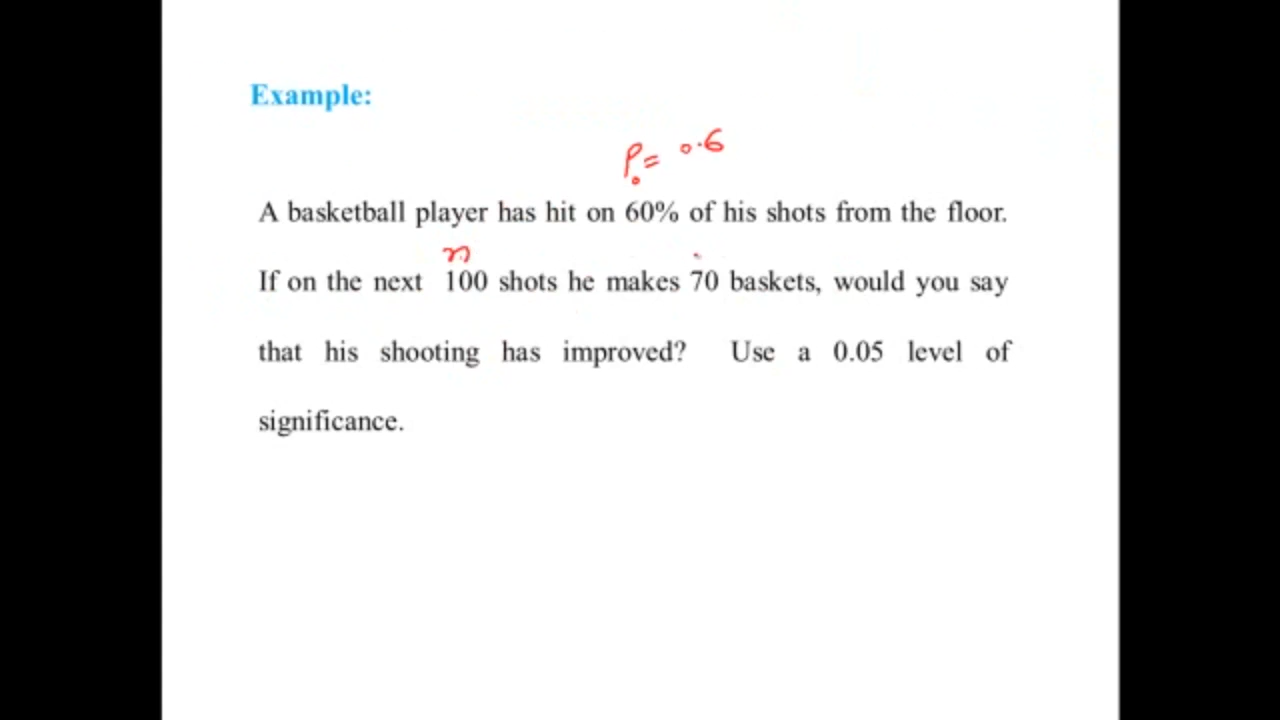 Example:
P₀ = 0.6
A basketball player has hit on 60% of his shots from the floor.
n
If on the next 100 shots he makes 70 baskets, would you say
that his shooting has improved? Use a 0.05 level of
significance.